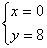 x = 0
y = 8